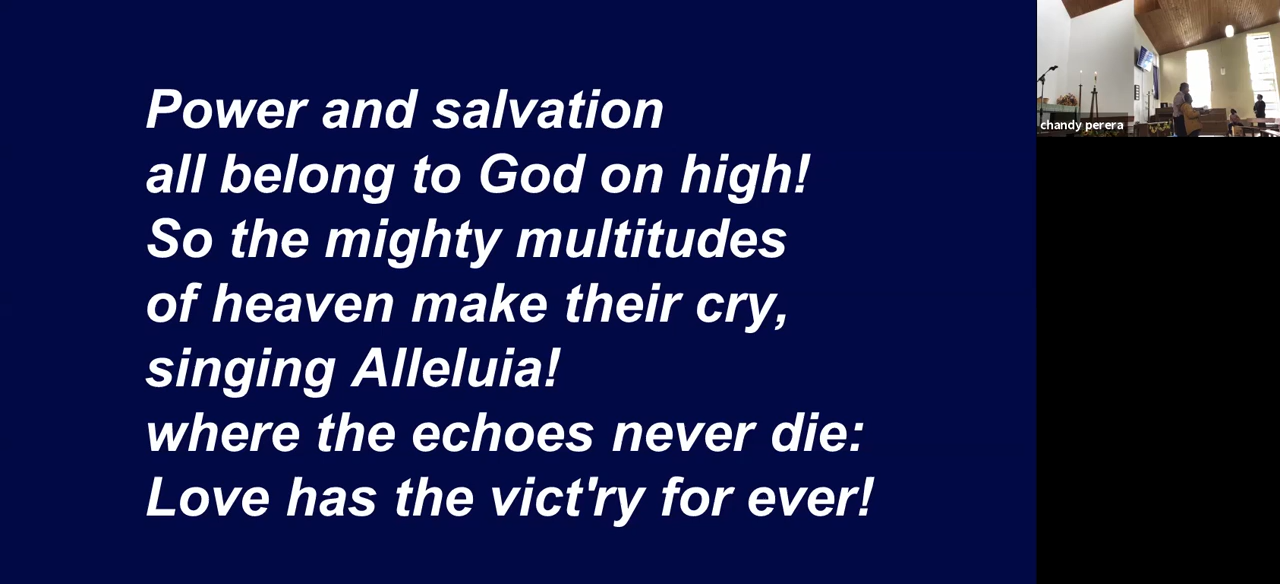 Power and salvation
all belong to God on high!
So the mighty multitudes
of heaven make their cry,
singing Alleluia!
where the echoes never die:
Love has the vict'ry for ever!
chandy perera